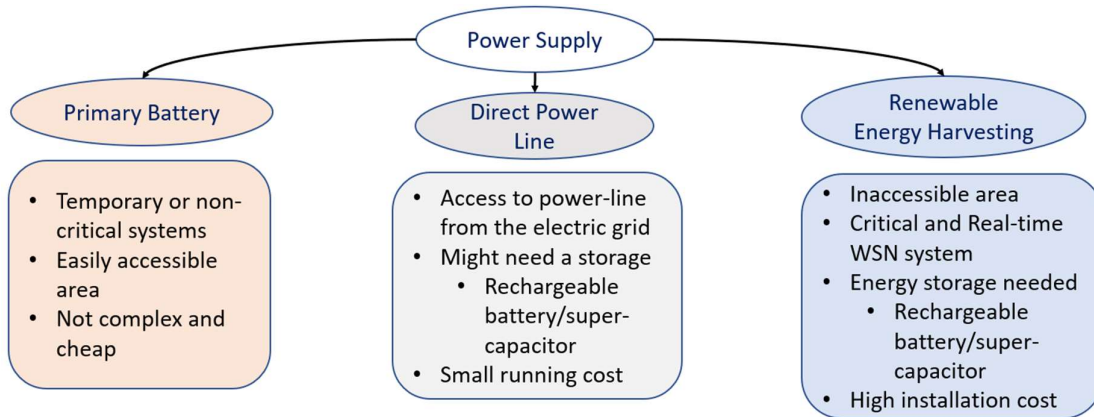 Power Supply
Primary Battery
Direct Power
Line
Renewable
Energy Harvesting
• Temporary or non-
critical systems
• Easily accessible
area
• Not complex and
cheap
• Access to power-line
from the electric grid
• Might need a storage
• Rechargeable
battery/super-
capacitor
• Small running cost
• Inaccessible area
• Critical and Real-time
WSN system
• Energy storage needed
• Rechargeable
battery/super-
capacitor
• High installation cost